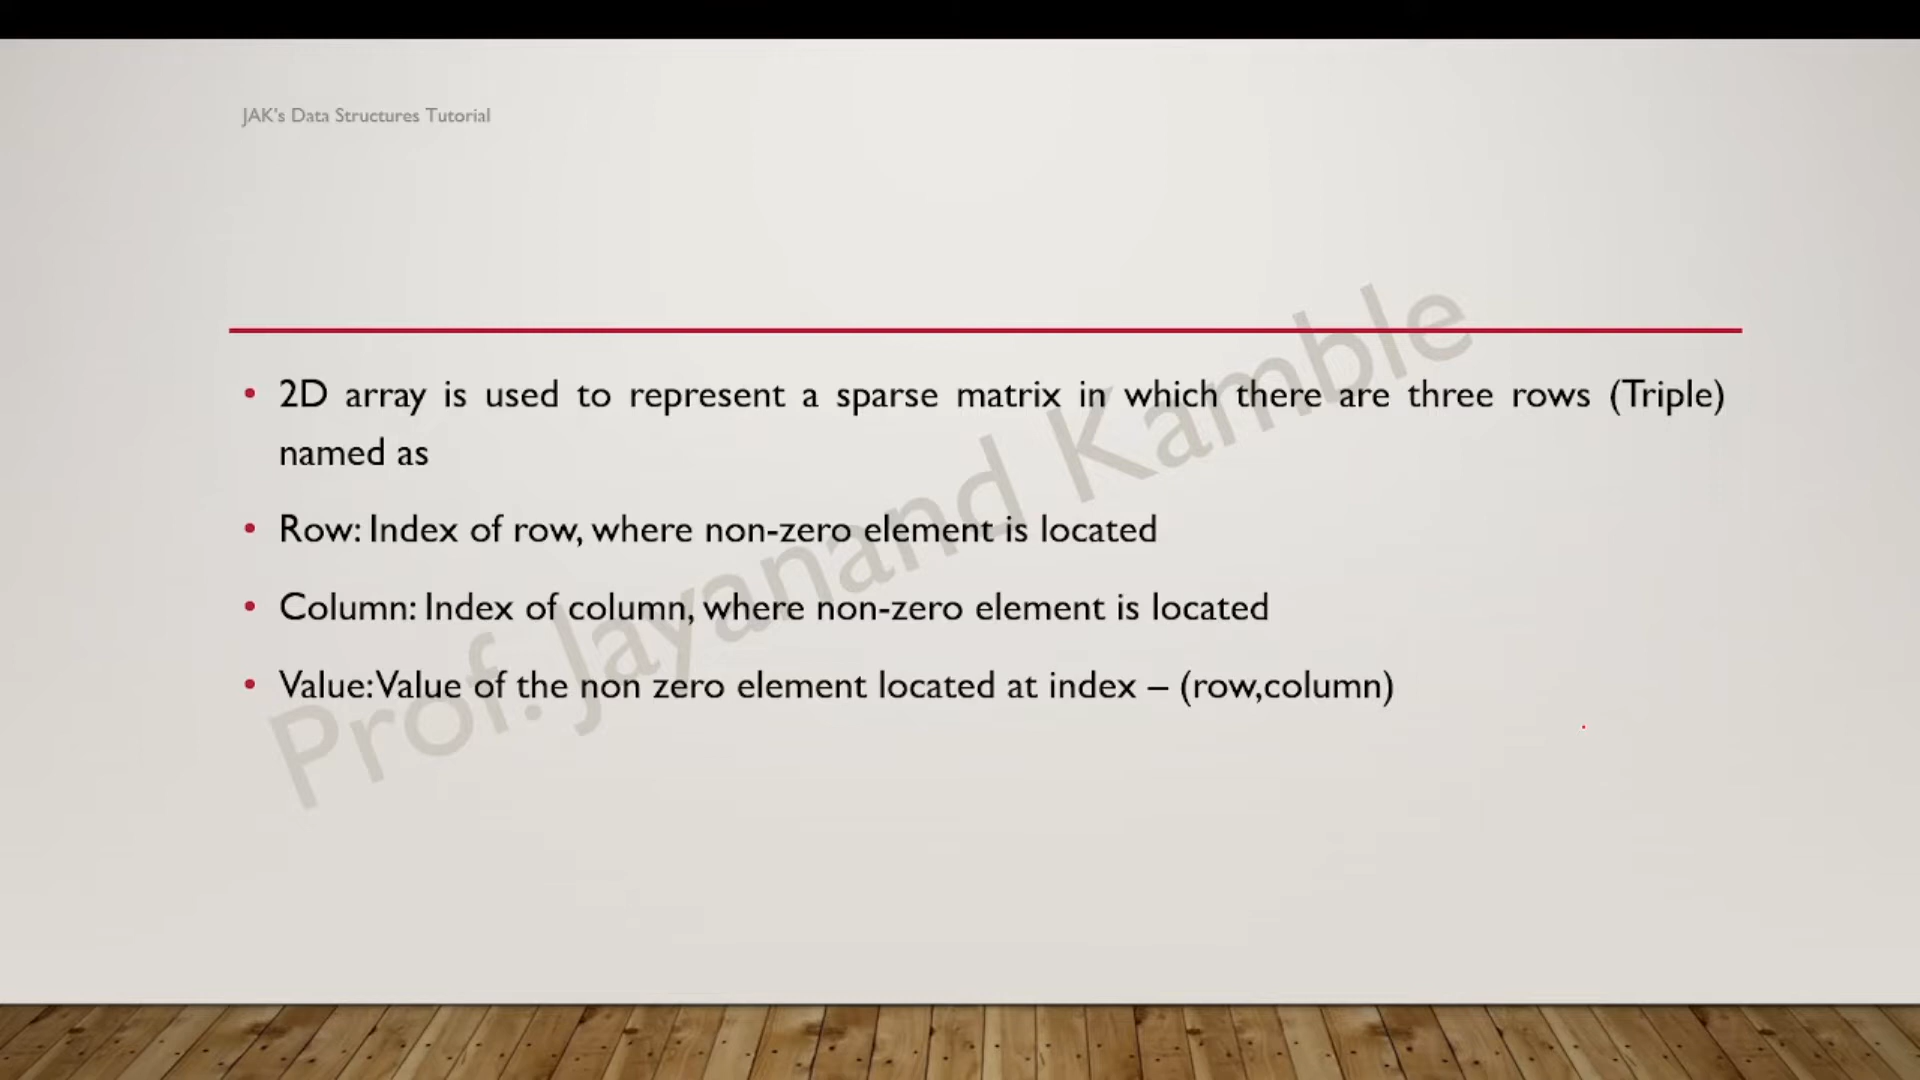 JAK's Data Structures Tutorial
• 2D array is used to represent a sparse matrix in which there are three rows (Triple)
named as
• Row: Index of row, where non-zero element is located
• Column: Index of column, where non-zero element is located
• Value: Value of the non zero element located at index – (row,column)
Prof. Jayanand Kamble